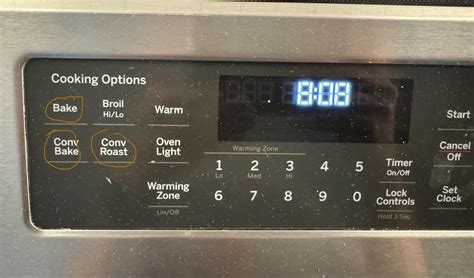 Cooking Options
8:08
Bake
Broil
Hi/Lo
Warm
Start
Conv
Bake
Conv
Roast
Oven
Light
Warming Zone
1 2 3 4 5
Lo Med Hi
Timer
On/Off
Cancel
Off
Warming
Zone
On/Off
6 7 8 9 0
Lock
Controls
Hold 3 Sec
Set
Clock